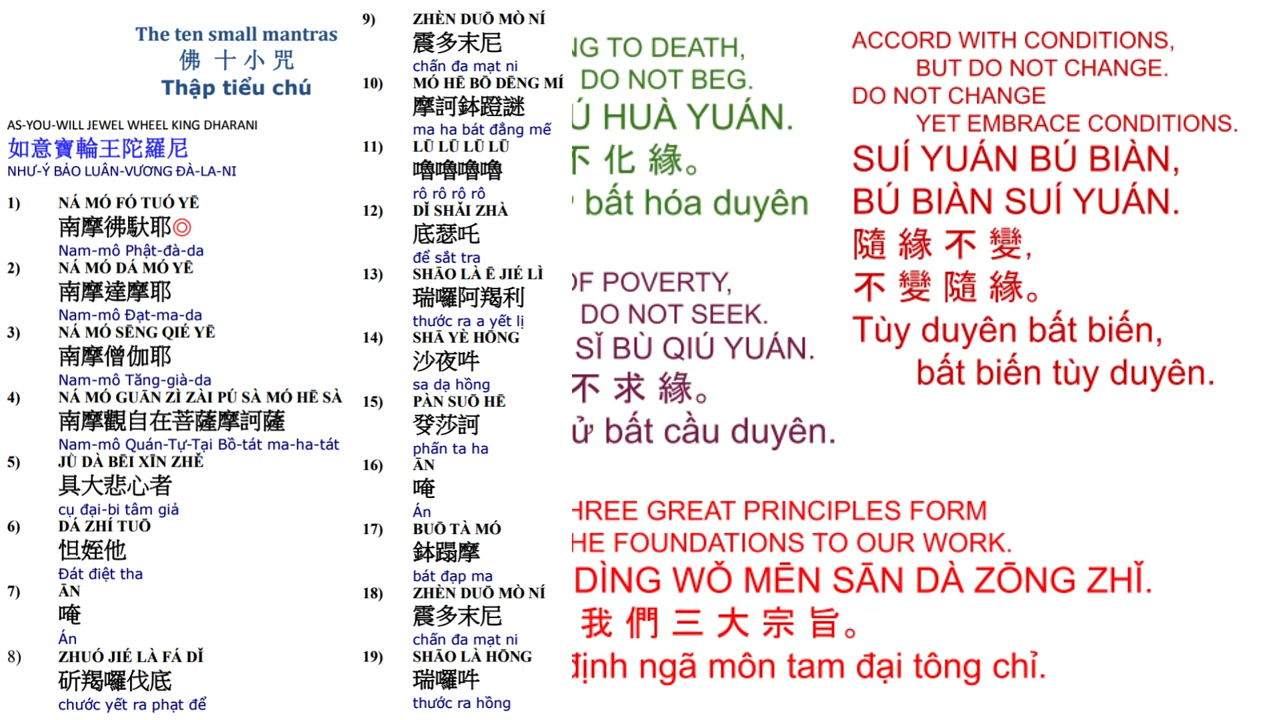 The ten small mantras
佛 十 小 咒
Thập tiểu chú
AS-YOU-WILL JEWEL WHEEL KING DHARANI
如意寶輪王陀羅尼
NHƯ-Ý BẢO LUÂN-VƯƠNG ĐÀ-LA-NI
1) NÁ MÓ FÓ TUÓ YĒ
南摩彿馱耶◎
Nam-mô Phật-đà-da
2) NÁ MÓ DÁ MÓ YĒ
南摩達摩耶
Nam-mô Đạt-ma-da
3) NÁ MÓ SĒNG QIÉ YĒ
南摩僧伽耶
Nam-mô Tăng-già-da
4) NÁ MÓ GUĀN ZÌ ZÀI PÚ SÀ MÓ HĒ SÀ
南摩觀自在菩薩摩訶薩
Nam-mô Quán-Tự-Tại Bồ-tát ma-ha-tát
5) JÙ DÀ BĒI XĪN ZHĚ
具大悲心者
cụ đại-bi tâm giả
6) DÁ ZHÍ TUŌ
怛姪他
Đát điệt tha
7) ĀN
唵
Án
8) ZHUÓ JIÉ LÀ FÁ DǏ
斫羯囉伐底
chước yết ra phạt để
9) ZHÈN DUŌ MÒ NÍ
震多末尼
chấn đa mạt ni
10) MÓ HĒ BŌ DĒNG MÍ
摩訶鉢蹬謎
ma ha bát đẳng mế
11) LŪ LŪ LŪ LŪ
嚕嚕嚕嚕
rô rô rô rô
12) DǏ SHǍI ZHÀ
底瑟吒
để sắt tra
13) SHĀO LÀ Ē JIÉ LÌ
瑞囉阿羯利
thước ra a yết lị
14) SHĀ YÈ HŌNG
沙夜吽
sa dạ hồng
15) PÀN SUŌ HĒ
發莎訶
phấn ta ha
16) ĀN
唵
Án
17) BUŌ TÀ MÓ
鉢蹋摩
bát đạp ma
18) ZHÈN DUŌ MÒ NÍ
震多末尼
chấn đa mạt ni
19) SHĀO LÀ HŌNG
瑞囉吽
thước ra hồng
NG TO DEATH,
DO NOT BEG.
Ú HUÀ YUÁN.
不 化 緣。
bất hóa duyên
OF POVERTY,
DO NOT SEEK.
SǏ BÙ QIÚ YUÁN.
不 求 緣。
ử bất cầu duyên.
ACCORD WITH CONDITIONS,
BUT DO NOT CHANGE.
DO NOT CHANGE
YET EMBRACE CONDITIONS.
SUÍ YUÁN BÚ BIÀN,
BÚ BIÀN SUÍ YUÁN.
隨 緣 不 變,
不 變 隨 緣。
Tùy duyên bất biến,
bất biến tùy duyên.
HREE GREAT PRINCIPLES FORM
HE FOUNDATIONS TO OUR WORK.
DÌNG WǑ MĒN SĀN DÀ ZŌNG ZHǏ.
我 們 三 大 宗 旨。
định ngã môn tam đại tông chỉ.